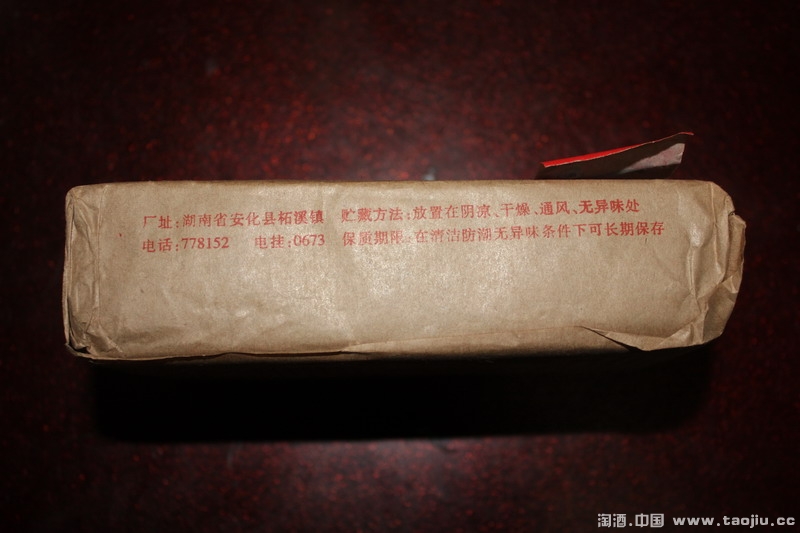 厂址:湖南省安化县柘溪镇 贮藏方法:放置在阴凉、干燥、通风、无异味处
电话:778152 电挂:0673 保质期限:在清洁防潮无异味条件下可长期保存
淘酒.中国 www.taojiu.cc